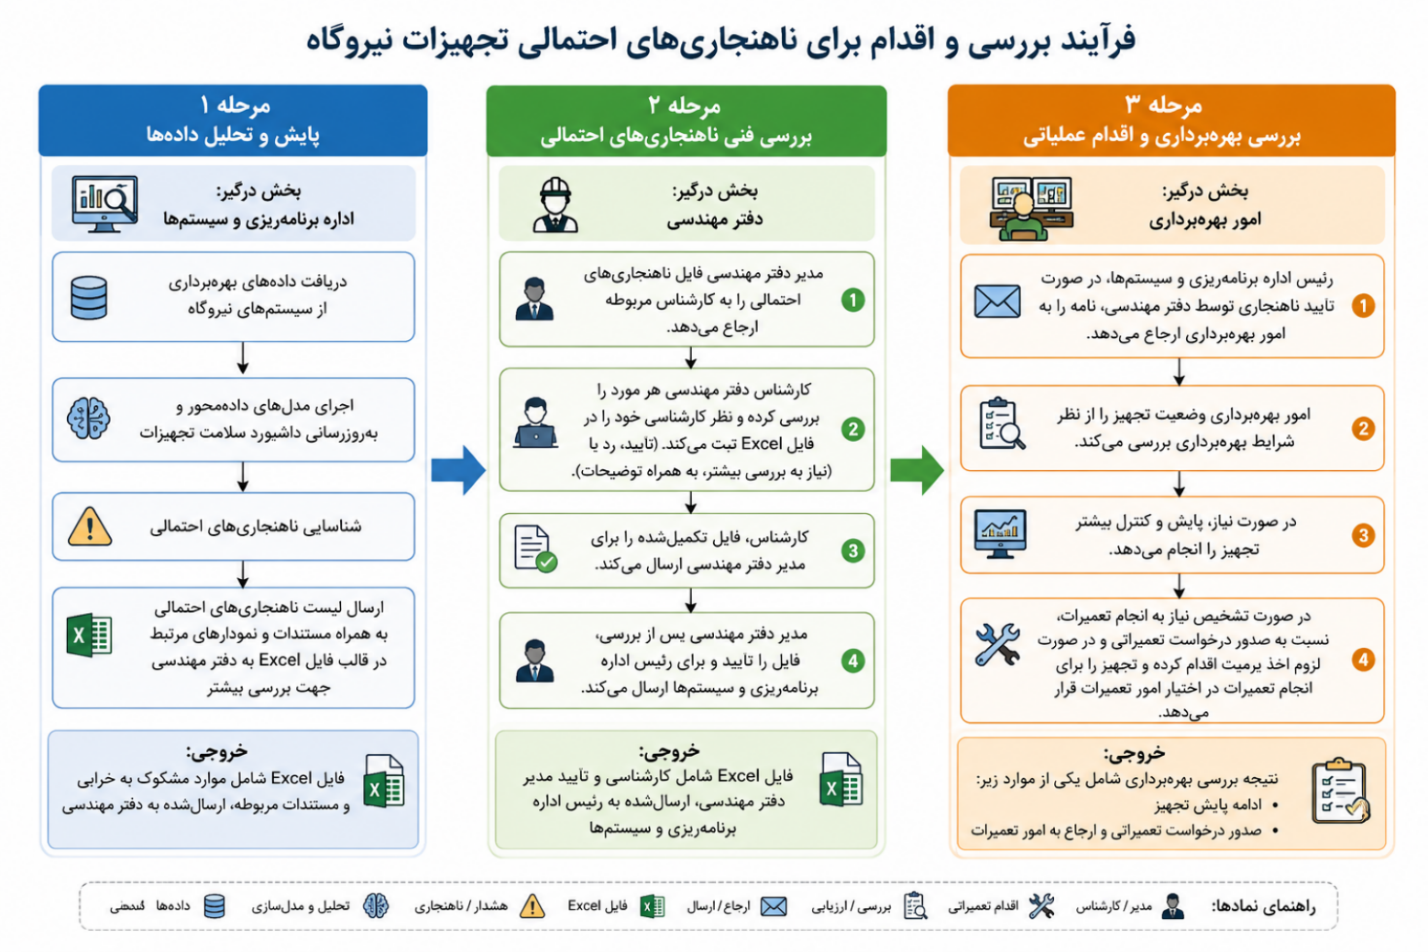 فرآیند بررسی و اقدام برای ناهنجاری‌های احتمالی تجهیزات نیروگاه
مرحله ۱
پایش و تحلیل داده‌ها
بخش درگیر:
اداره برنامه‌ریزی و سیستم‌ها
دریافت داده‌های بهره‌برداری
از سیستم‌های نیروگاه
اجرای مدل‌های داده‌محور و
به‌روزرسانی داشبورد سلامت تجهیزات
شناسایی ناهنجاری‌های احتمالی
ارسال لیست ناهنجاری‌های احتمالی
به همراه مستندات و نمودارهای مرتبط
در قالب فایل Excel به دفتر مهندسی
جهت بررسی بیشتر
خروجی:
فایل Excel شامل موارد مشکوک به خرابی
و مستندات مربوطه، ارسال‌شده به دفتر مهندسی
مرحله ۲
بررسی فنی ناهنجاری‌های احتمالی
بخش درگیر:
دفتر مهندسی
1
مدیر دفتر مهندسی فایل ناهنجاری‌های
احتمالی را به کارشناس مربوطه
ارجاع می‌دهد.
2
کارشناس دفتر مهندسی هر مورد را
بررسی کرده و نظر کارشناسی خود را در
فایل Excel ثبت می‌کند. (تایید، رد یا
نیاز به بررسی بیشتر، به همراه توضیحات).
3
کارشناس، فایل تکمیل‌شده را برای
مدیر دفتر مهندسی ارسال می‌کند.
4
مدیر دفتر مهندسی پس از بررسی،
فایل را تأیید و برای رئیس اداره
برنامه‌ریزی و سیستم‌ها ارسال می‌کند.
خروجی:
فایل Excel شامل کارشناسی و تأیید مدیر
دفتر مهندسی، ارسال‌شده به رئیس اداره
برنامه‌ریزی و سیستم‌ها
مرحله ۳
بررسی بهره‌برداری و اقدام عملیاتی
بخش درگیر:
امور بهره‌برداری
1
رئیس اداره برنامه‌ریزی و سیستم‌ها، در صورت
تأیید ناهنجاری توسط دفتر مهندسی، نامه را به
امور بهره‌برداری ارجاع می‌دهد.
2
امور بهره‌برداری وضعیت تجهیز را از نظر
شرایط بهره‌برداری بررسی می‌کند.
3
در صورت نیاز، پایش و کنترل بیشتر
تجهیز را انجام می‌دهد.
4
در صورت تشخیص نیاز به انجام تعمیرات،
نسبت به صدور درخواست تعمیراتی و در صورت
لزوم اخذ پرمیت اقدام کرده و تجهیز را برای
انجام تعمیرات در اختیار امور تعمیرات قرار
می‌دهد.
خروجی:
نتیجه بررسی بهره‌برداری شامل یکی از موارد زیر:
• ادامه پایش تجهیز
• صدور درخواست تعمیراتی و ارجاع به امور تعمیرات
راهنمای نمادها:
مدیر / کارشناس
اقدام تعمیراتی
بررسی / ارزیابی
ارجاع / ارسال
فایل Excel
هشدار / ناهنجاری
تحلیل و مدل‌سازی
داده‌ها